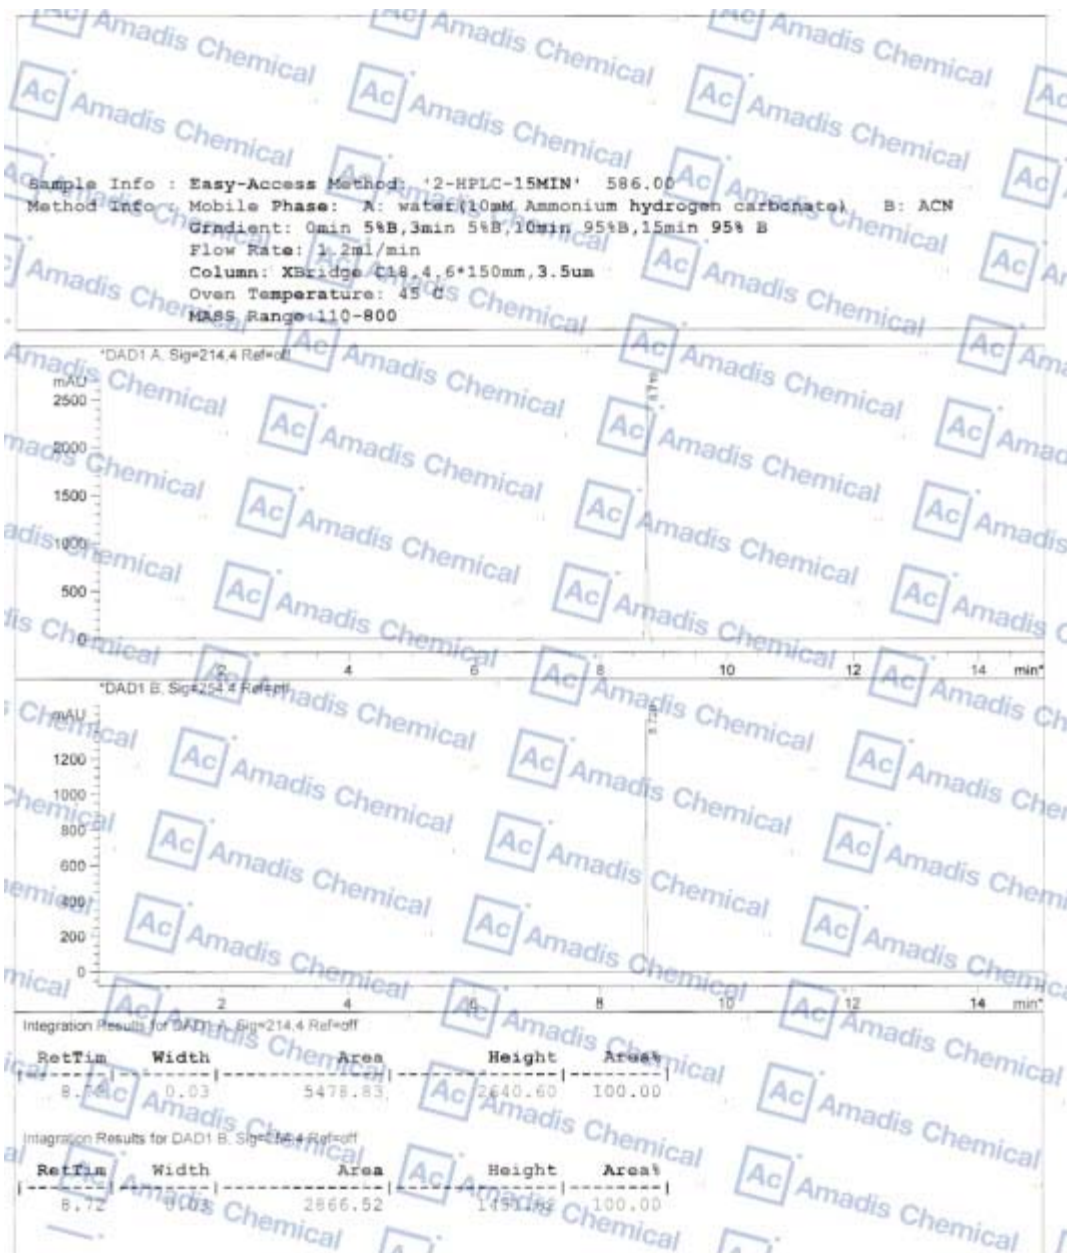 Sample Info : Easy-Access Method: '2-HPLC-15MIN' 586.00
Method Info : Mobile Phase: A: water(10mM Ammonium hydrogen carbonate) B: ACN
Gradient: 0min 5%B,3min 5%B,10min 95%B,15min 95% B
Flow Rate: 1.2ml/min
Column: XBridge C18,4.6*150mm,3.5um
Oven Temperature: 45 C
MASS Range:110-800
*DAD1 A, Sig=214,4 Ref=off
mAU
2500
2000
1500
1000
500
0
2 4 6 8 10 12 14 min*
*DAD1 B, Sig=254,4 Ref=off
mAU
1200
1000
800
600
400
200
0
2 4 6 8 10 12 14 min*
Integration Results for DAD1 A, Sig=214,4 Ref=off
RetTim Width Area Height Area%
0.03 5478.83 2640.60 100.00
Integration Results for DAD1 B, Sig=254,4 Ref=off
RetTim Width Area Height Area%
8.72 0.03 2866.52 100.00
Ac Amadis Chemical